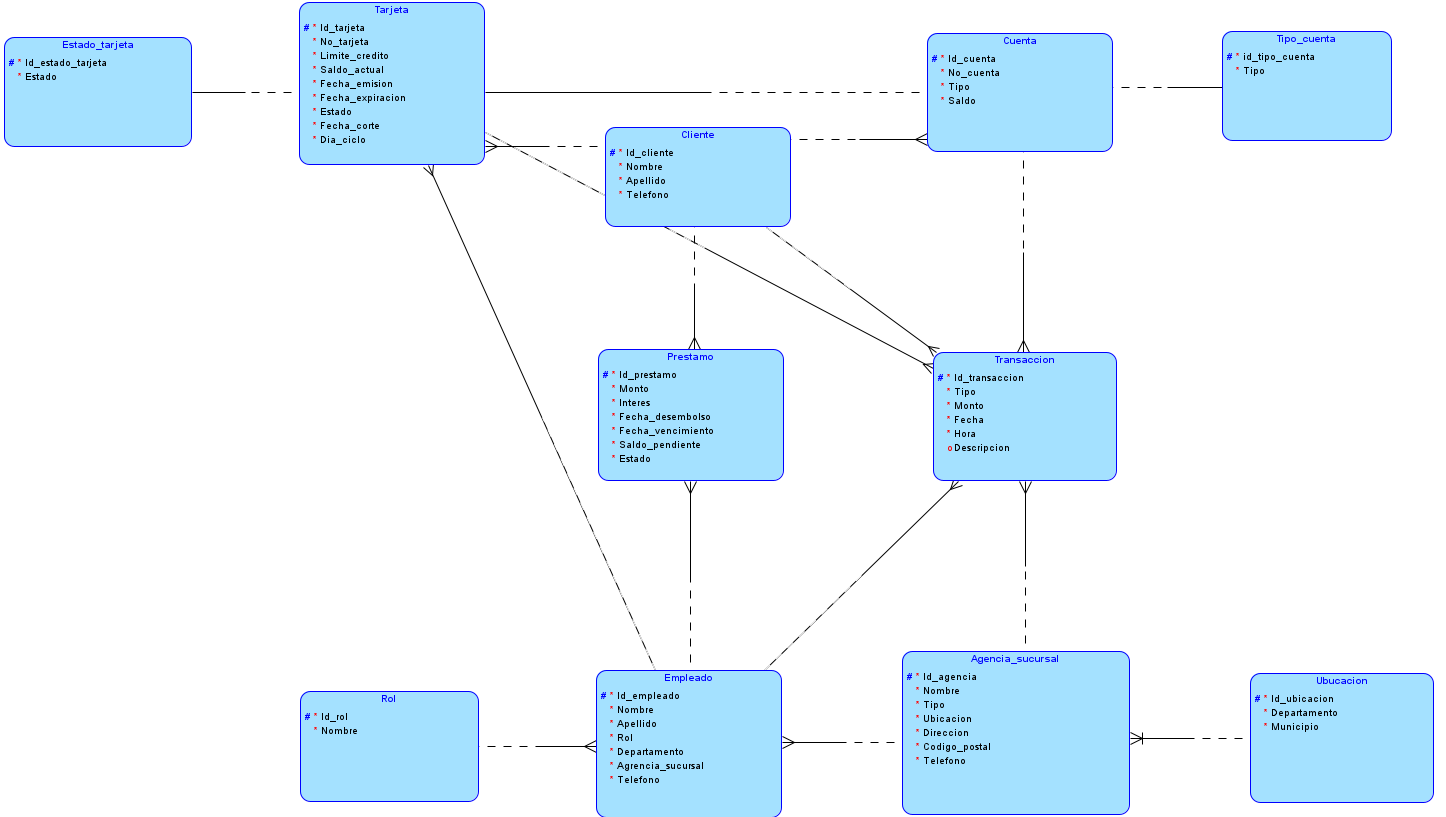 Estado_tarjeta
# * Id_estado_tarjeta
* Estado
Tarjeta
# * Id_tarjeta
* No_tarjeta
* Limite_credito
* Saldo_actual
* Fecha_emision
* Fecha_expiracion
* Estado
* Fecha_corte
* Dia_ciclo
Cliente
# * Id_cliente
* Nombre
* Apellido
* Telefono
Cuenta
# * Id_cuenta
* No_cuenta
* Tipo
* Saldo
Tipo_cuenta
# * id_tipo_cuenta
* Tipo
Prestamo
# * Id_prestamo
* Monto
* Interes
* Fecha_desembolso
* Fecha_vencimiento
* Saldo_pendiente
* Estado
Transaccion
# * Id_transaccion
* Tipo
* Monto
* Fecha
* Hora
o Descripcion
Rol
# * Id_rol
* Nombre
Empleado
# * Id_empleado
* Nombre
* Apellido
* Rol
* Departamento
* Agrencia_sucursal
* Telefono
Agencia_sucursal
# * Id_agencia
* Nombre
* Tipo
* Ubicacion
* Direccion
* Codigo_postal
* Telefono
Ubucacion
# * Id_ubicacion
* Departamento
* Municipio